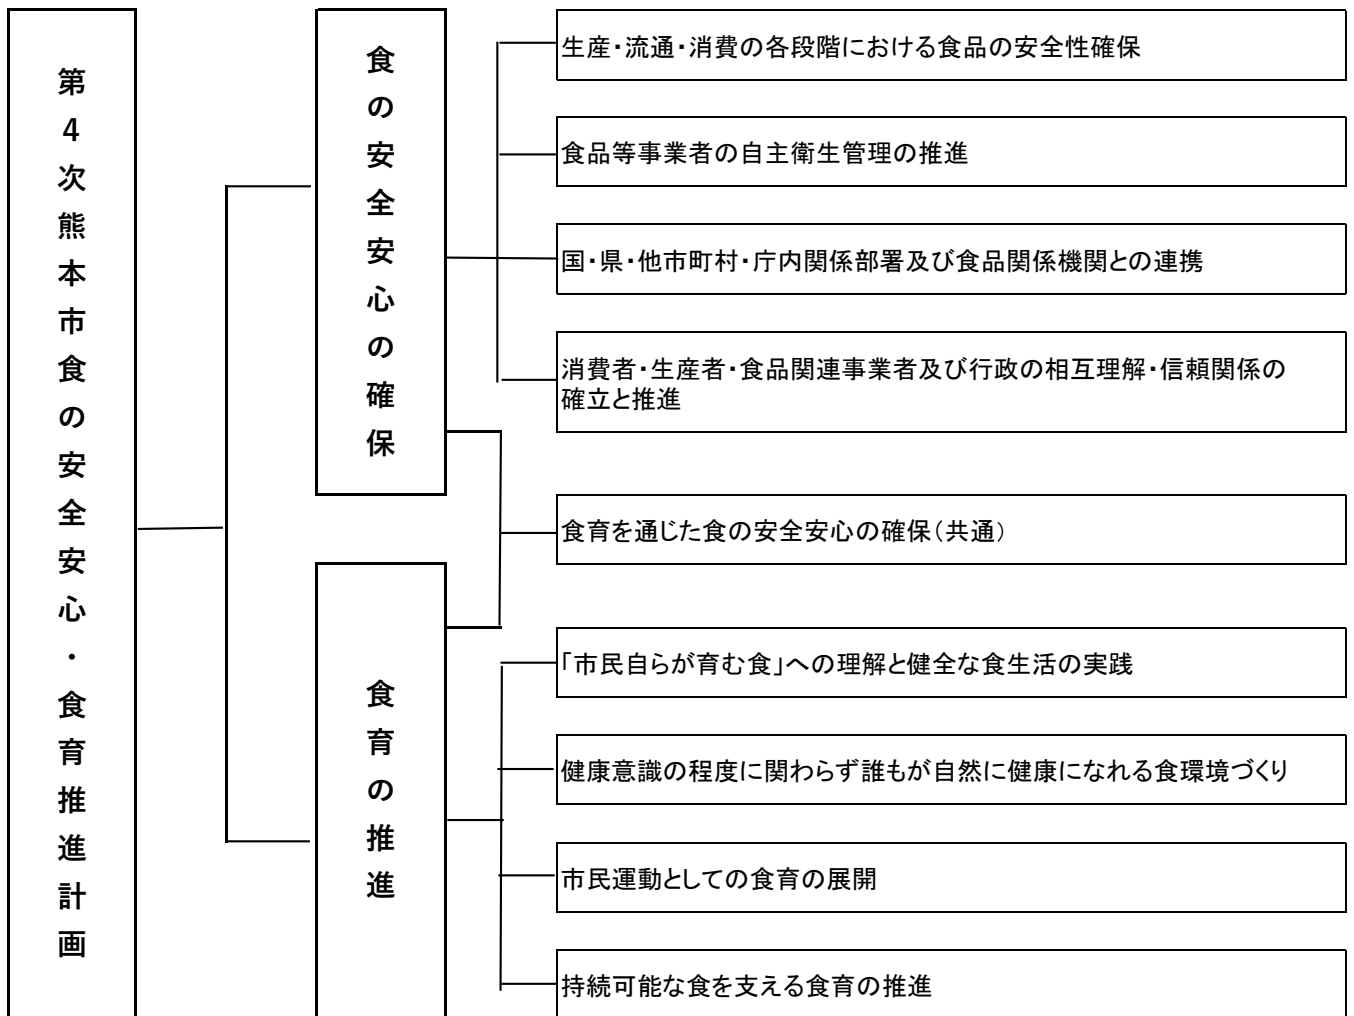 第4次熊本市食の安全安心・食育推進計画
食の安全安心の確保
生産・流通・消費の各段階における食品の安全性確保
食品等事業者の自主衛生管理の推進
国・県・他市町村・庁内関係部署及び食品関係機関との連携
消費者・生産者・食品関連事業者及び行政の相互理解・信頼関係の
確立と推進
食育を通じた食の安全安心の確保(共通)
食育の推進
「市民自らが育む食」への理解と健全な食生活の実践
健康意識の程度に関わらず誰もが自然に健康になれる食環境づくり
市民運動としての食育の展開
持続可能な食を支える食育の推進